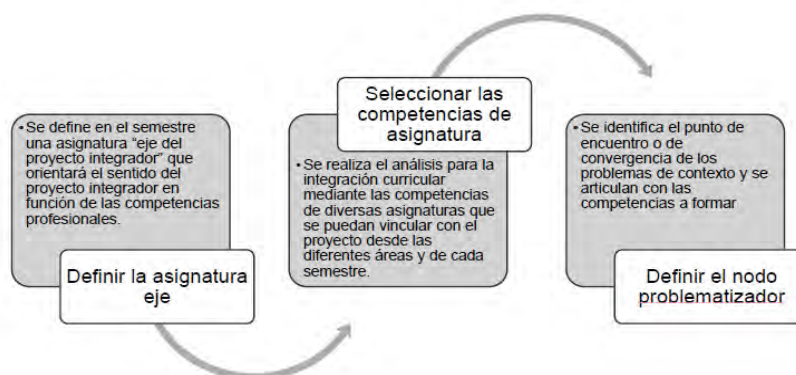 • Se define en el semestre
una asignatura "eje del
proyecto integrador" que
orientará el sentido del
proyecto integrador en
función de las competencias
profesionales.
Definir la asignatura
eje
Seleccionar las
competencias de
asignatura
• Se realiza el análisis para la
integración curricular
mediante las competencias
de diversas asignaturas que
se puedan vincular con el
proyecto desde las
diferentes áreas y de cada
semestre.
• Se identifica el punto de
encuentro o de
convergencia de los
problemas de contexto y se
articulan con las
competencias a formar
Definir el nodo
problematizador